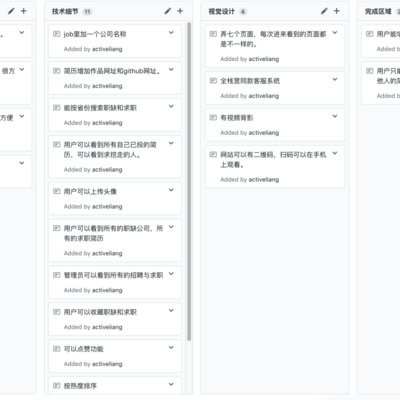 。
很方
方便
技术细节 11
job里加一个公司名称
Added by activeliang
简历增加作品网址和github网址。
Added by activeliang
能按省份搜索职缺和求职
Added by activeliang
用户可以看到所有自己已投的简
历，可以看到求挖走的人。
Added by activeliang
用户可以上传头像
Added by activeliang
用户可以看到所有的职缺公司，所
有的求职简历
Added by activeliang
管理员可以看到所有的招聘与求职
Added by activeliang
用户可以收藏职缺和求职
Added by activeliang
可以点赞功能
Added by activeliang
按热度排序
视觉设计 4
弄七个页面，每次进来看到的页面都
是不一样的。
Added by activeliang
全栈营同款客服系统
Added by activeliang
有视频背影
Added by activeliang
网站可以有二维码，扫码可以在手机
上观看。
Added by activeliang
完成区域
用户能
Added b
用户只能
他人的简
Added b